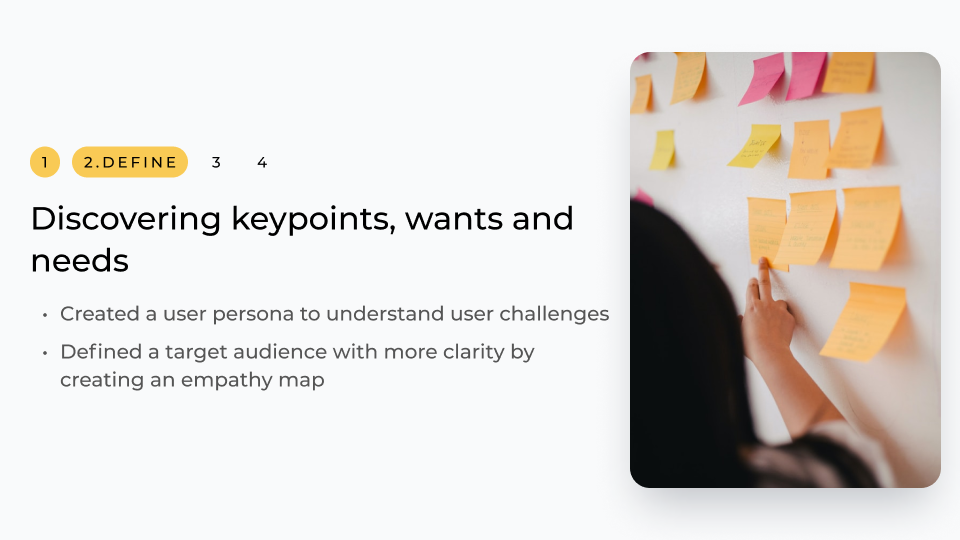 1 2.DEFINE 3 4
Discovering keypoints, wants and
needs
• Created a user persona to understand user challenges
• Defined a target audience with more clarity by
creating an empathy map